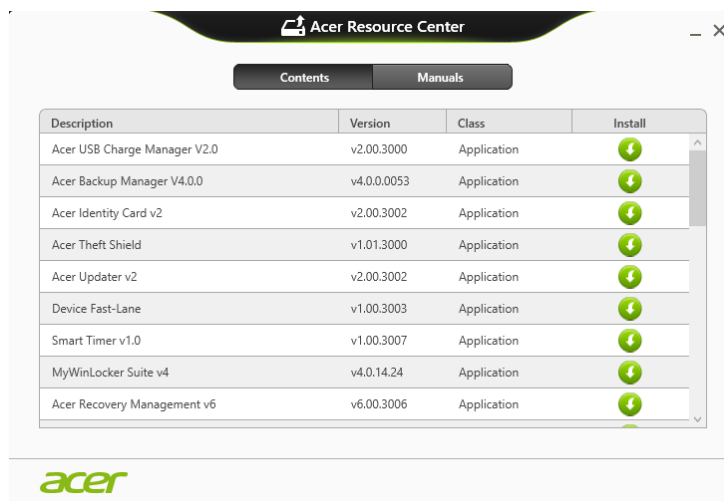 Acer Resource Center
Contents Manuals
Description Version Class Install
Acer USB Charge Manager V2.0 v2.00.3000 Application
Acer Backup Manager V4.0.0 v4.0.0.0053 Application
Acer Identity Card v2 v2.00.3002 Application
Acer Theft Shield v1.01.3000 Application
Acer Updater v2 v2.00.3002 Application
Device Fast-Lane v1.00.3003 Application
Smart Timer v1.0 v1.00.3007 Application
MyWinLocker Suite v4 v4.0.14.24 Application
Acer Recovery Management v6 v6.00.3006 Application
acer